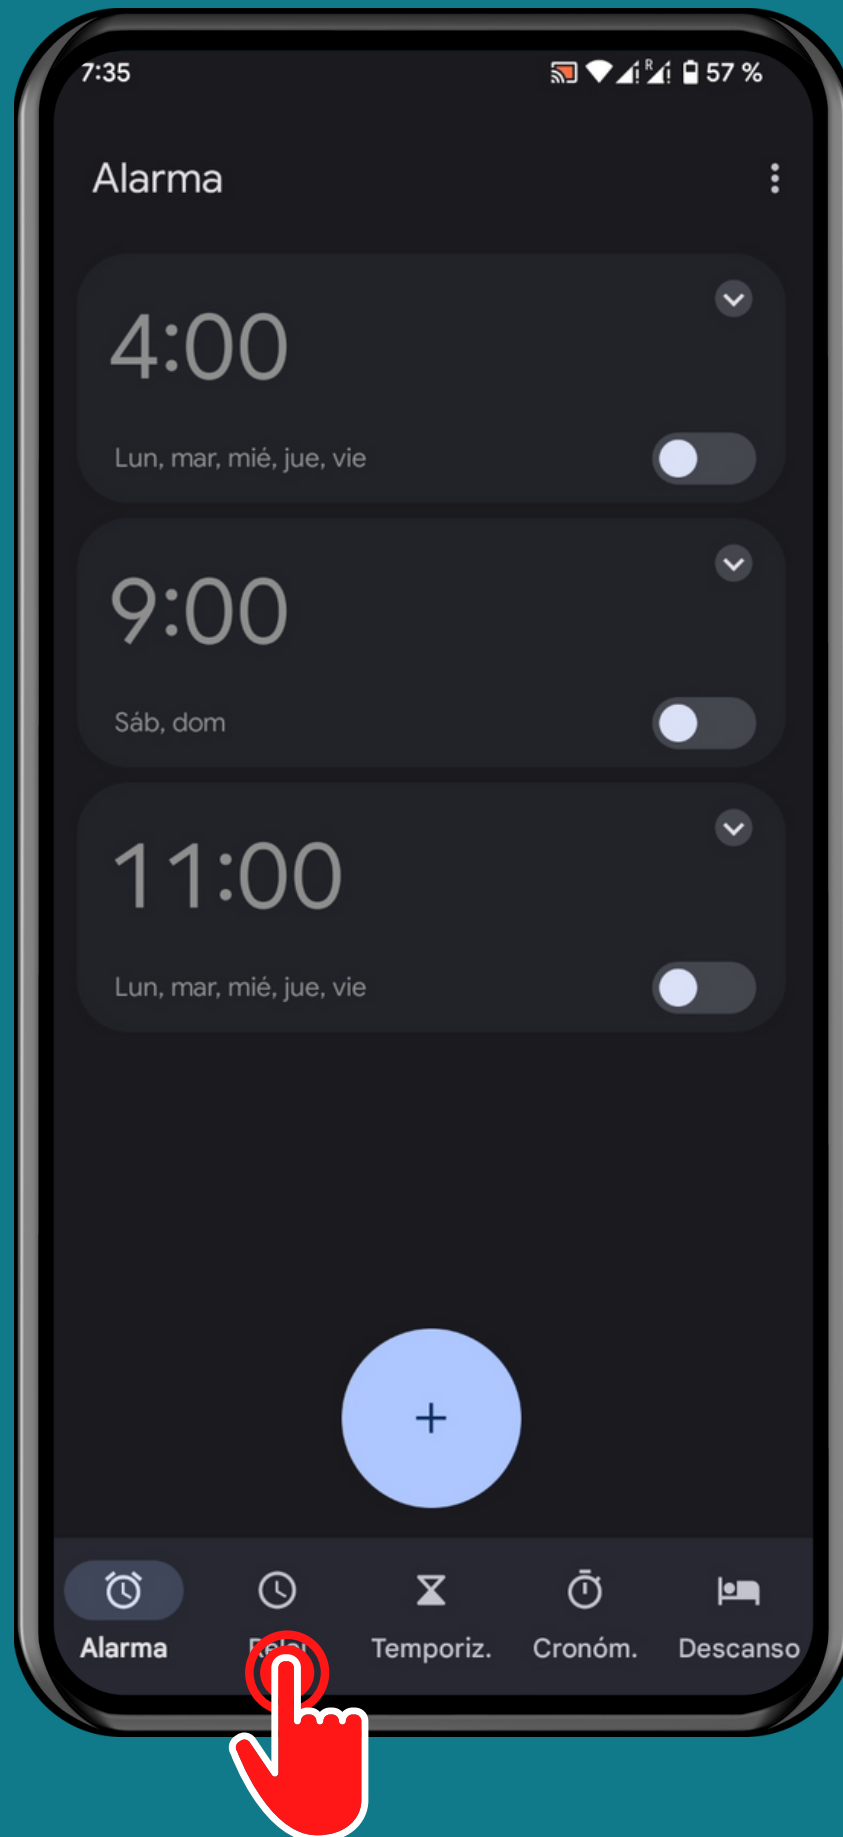 7:35
R
57 %
Alarma
4:00
Lun, mar, mié, jue, vie
9:00
Sáb, dom
11:00
Lun, mar, mié, jue, vie
+
Alarma Reloj Temporiz. Cronóm. Descanso